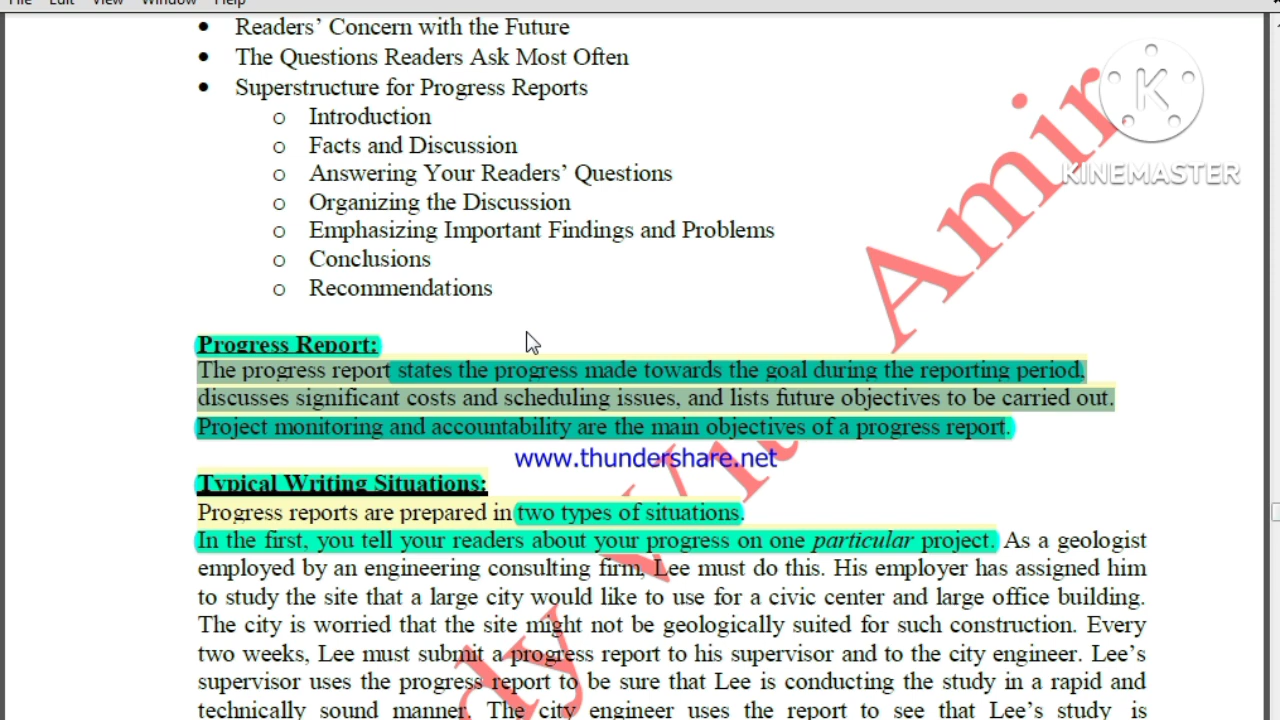 File Edit View Window Help
• Readers’ Concern with the Future
• The Questions Readers Ask Most Often
• Superstructure for Progress Reports
o Introduction
o Facts and Discussion
o Answering Your Readers’ Questions
o Organizing the Discussion
o Emphasizing Important Findings and Problems
o Conclusions
o Recommendations
K
KINEMASTER
Amir
Progress Report:
The progress report states the progress made towards the goal during the reporting period,
discusses significant costs and scheduling issues, and lists future objectives to be carried out.
Project monitoring and accountability are the main objectives of a progress report.
www.thundershare.net
Typical Writing Situations:
Progress reports are prepared in two types of situations.
In the first, you tell your readers about your progress on one particular project. As a geologist
employed by an engineering consulting firm, Lee must do this. His employer has assigned him
to study the site that a large city would like to use for a civic center and large office building.
The city is worried that the site might not be geologically suited for such construction. Every
two weeks, Lee must submit a progress report to his supervisor and to the city engineer. Lee’s
supervisor uses the progress report to be sure that Lee is conducting the study in a rapid and
technically sound manner. The city engineer uses the report to see that Lee’s study is